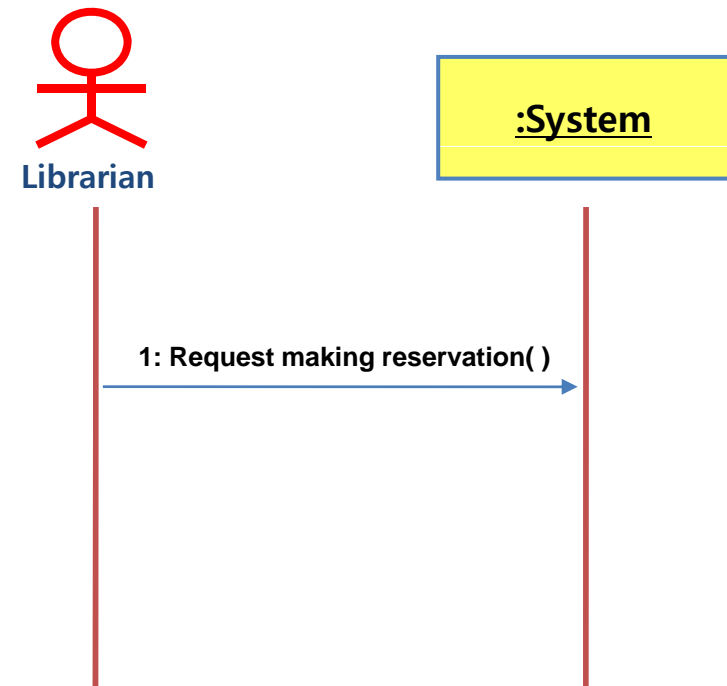 :System
Librarian
1: Request making reservation( )